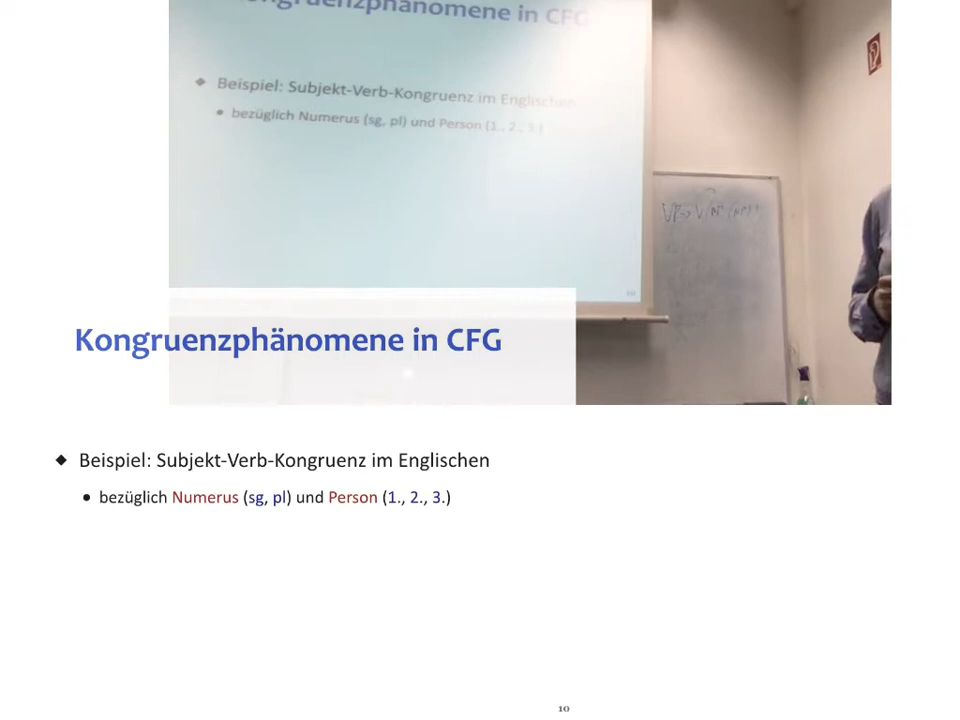 Kongruenzphänomene in CFG
◆ Beispiel: Subjekt-Verb-Kongruenz im Englischen
• bezüglich Numerus (sg, pl) und Person (1., 2., 3.)
10
Kongruenzphänomene in CFG
◆ Beispiel: Subjekt-Verb-Kongruenz im Englischen
• bezüglich Numerus (sg, pl) und Person (1., 2., 3.)
10